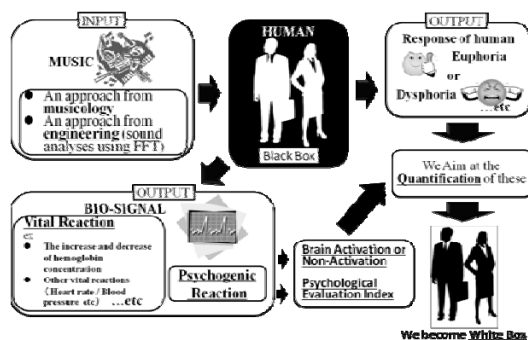 INPUT
MUSIC
● An approach from
musicology
● An approach from
engineering (sound
analyses using FFT)
HUMAN
Black Box
OUTPUT
Response of human
Euphoria
or
Dysphoria
…etc
We Aim at the
Quantification of these
OUTPUT
BIO-SIGNAL
Vital Reaction
ex
● The increase and decrease
of hemoglobin
concentration
● Other vital reactions
(Heart rate / Blood
pressure etc) …etc
Psychogenic
Reaction
Brain Activation or
Non-Activation
Psychological
Evaluation Index
We become White Box